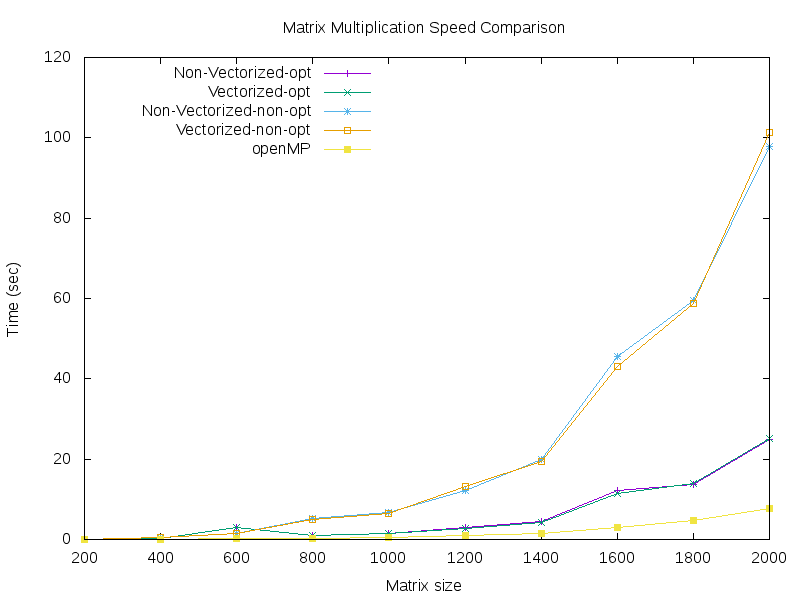 Matrix Multiplication Speed Comparison
120
100
80
60
40
20
0
Time (sec)
Non-Vectorized-opt
Vectorized-opt
Non-Vectorized-non-opt
Vectorized-non-opt
openMP
200 400 600 800 1000 1200 1400 1600 1800 2000
Matrix size